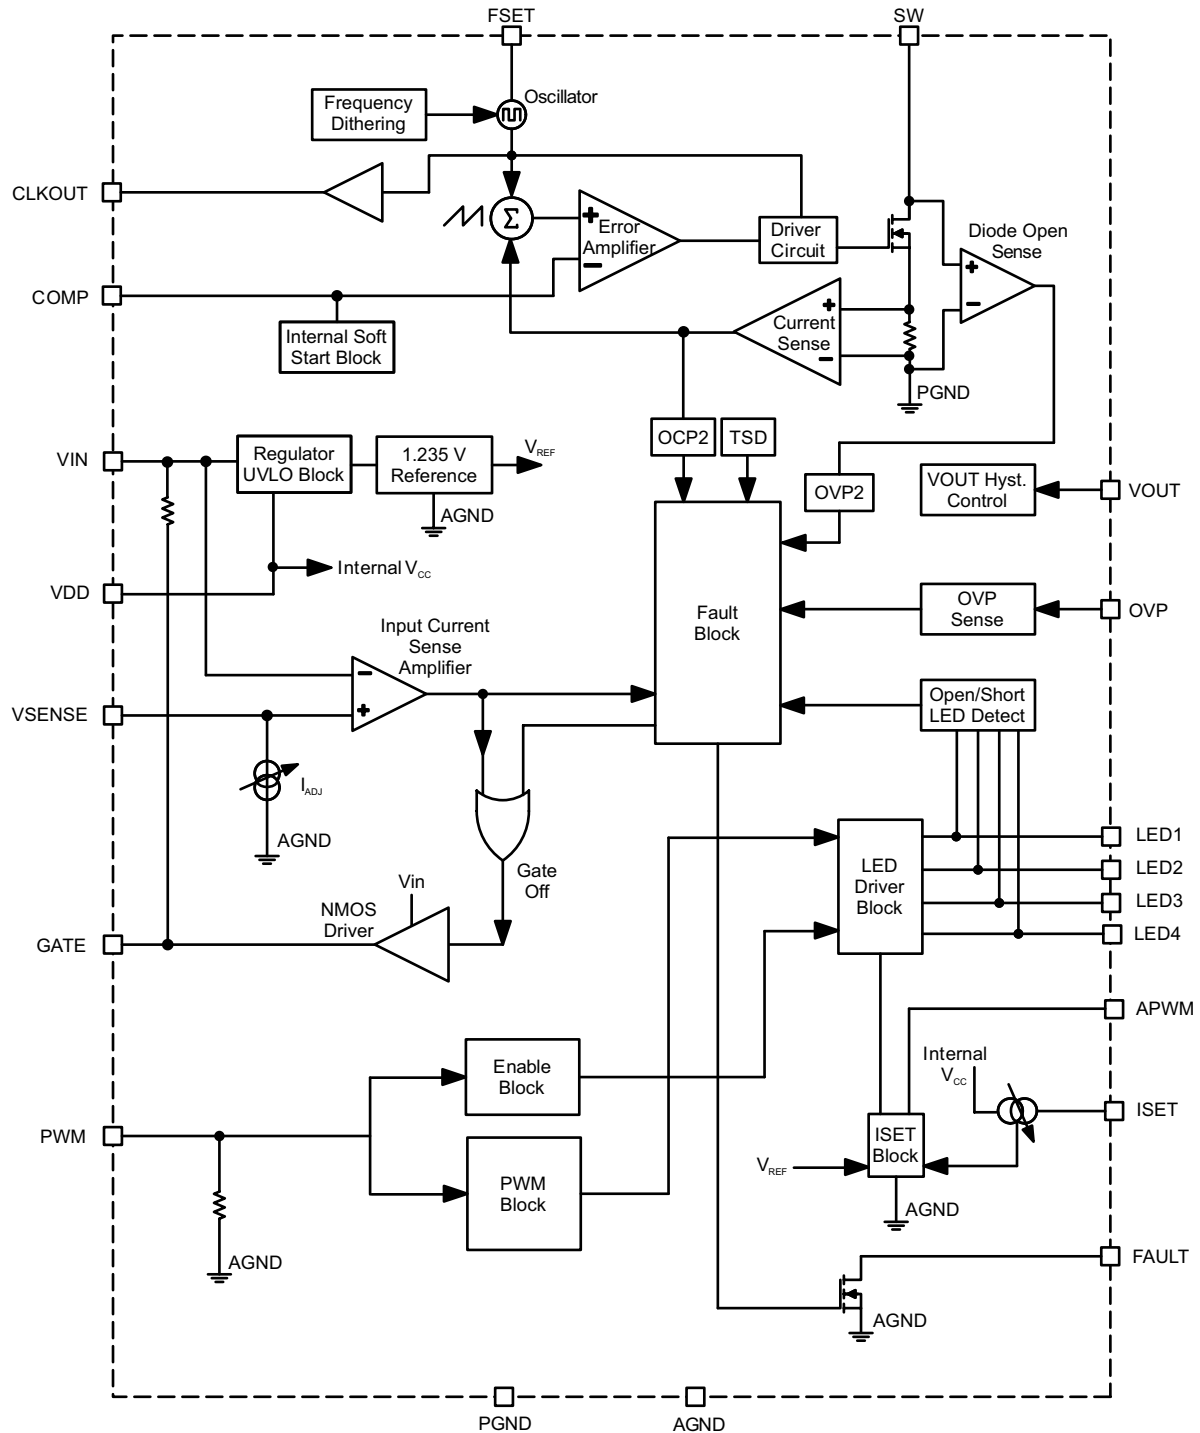 FSET
SW
Frequency
Dithering
Oscillator
CLKOUT
Σ
+
Error
Amplifier
−
Driver
Circuit
Diode Open
Sense
+
−
COMP
Internal Soft
Start Block
+
Current
Sense
−
PGND
OCP2
TSD
VIN
Regulator
UVLO Block
1.235 V
Reference
VREF
AGND
OVP2
VOUT Hyst.
Control
VOUT
Internal VCC
VDD
Fault
Block
OVP
Sense
OVP
Input Current
Sense
Amplifier
−
+
VSENSE
Open/Short
LED Detect
IADJ
AGND
LED
Driver
Block
LED1
LED2
LED3
LED4
Gate
Off
Vin
NMOS
Driver
GATE
APWM
Enable
Block
Internal
VCC
ISET
PWM
ISET
Block
VREF
PWM
Block
AGND
AGND
FAULT
AGND
PGND
AGND